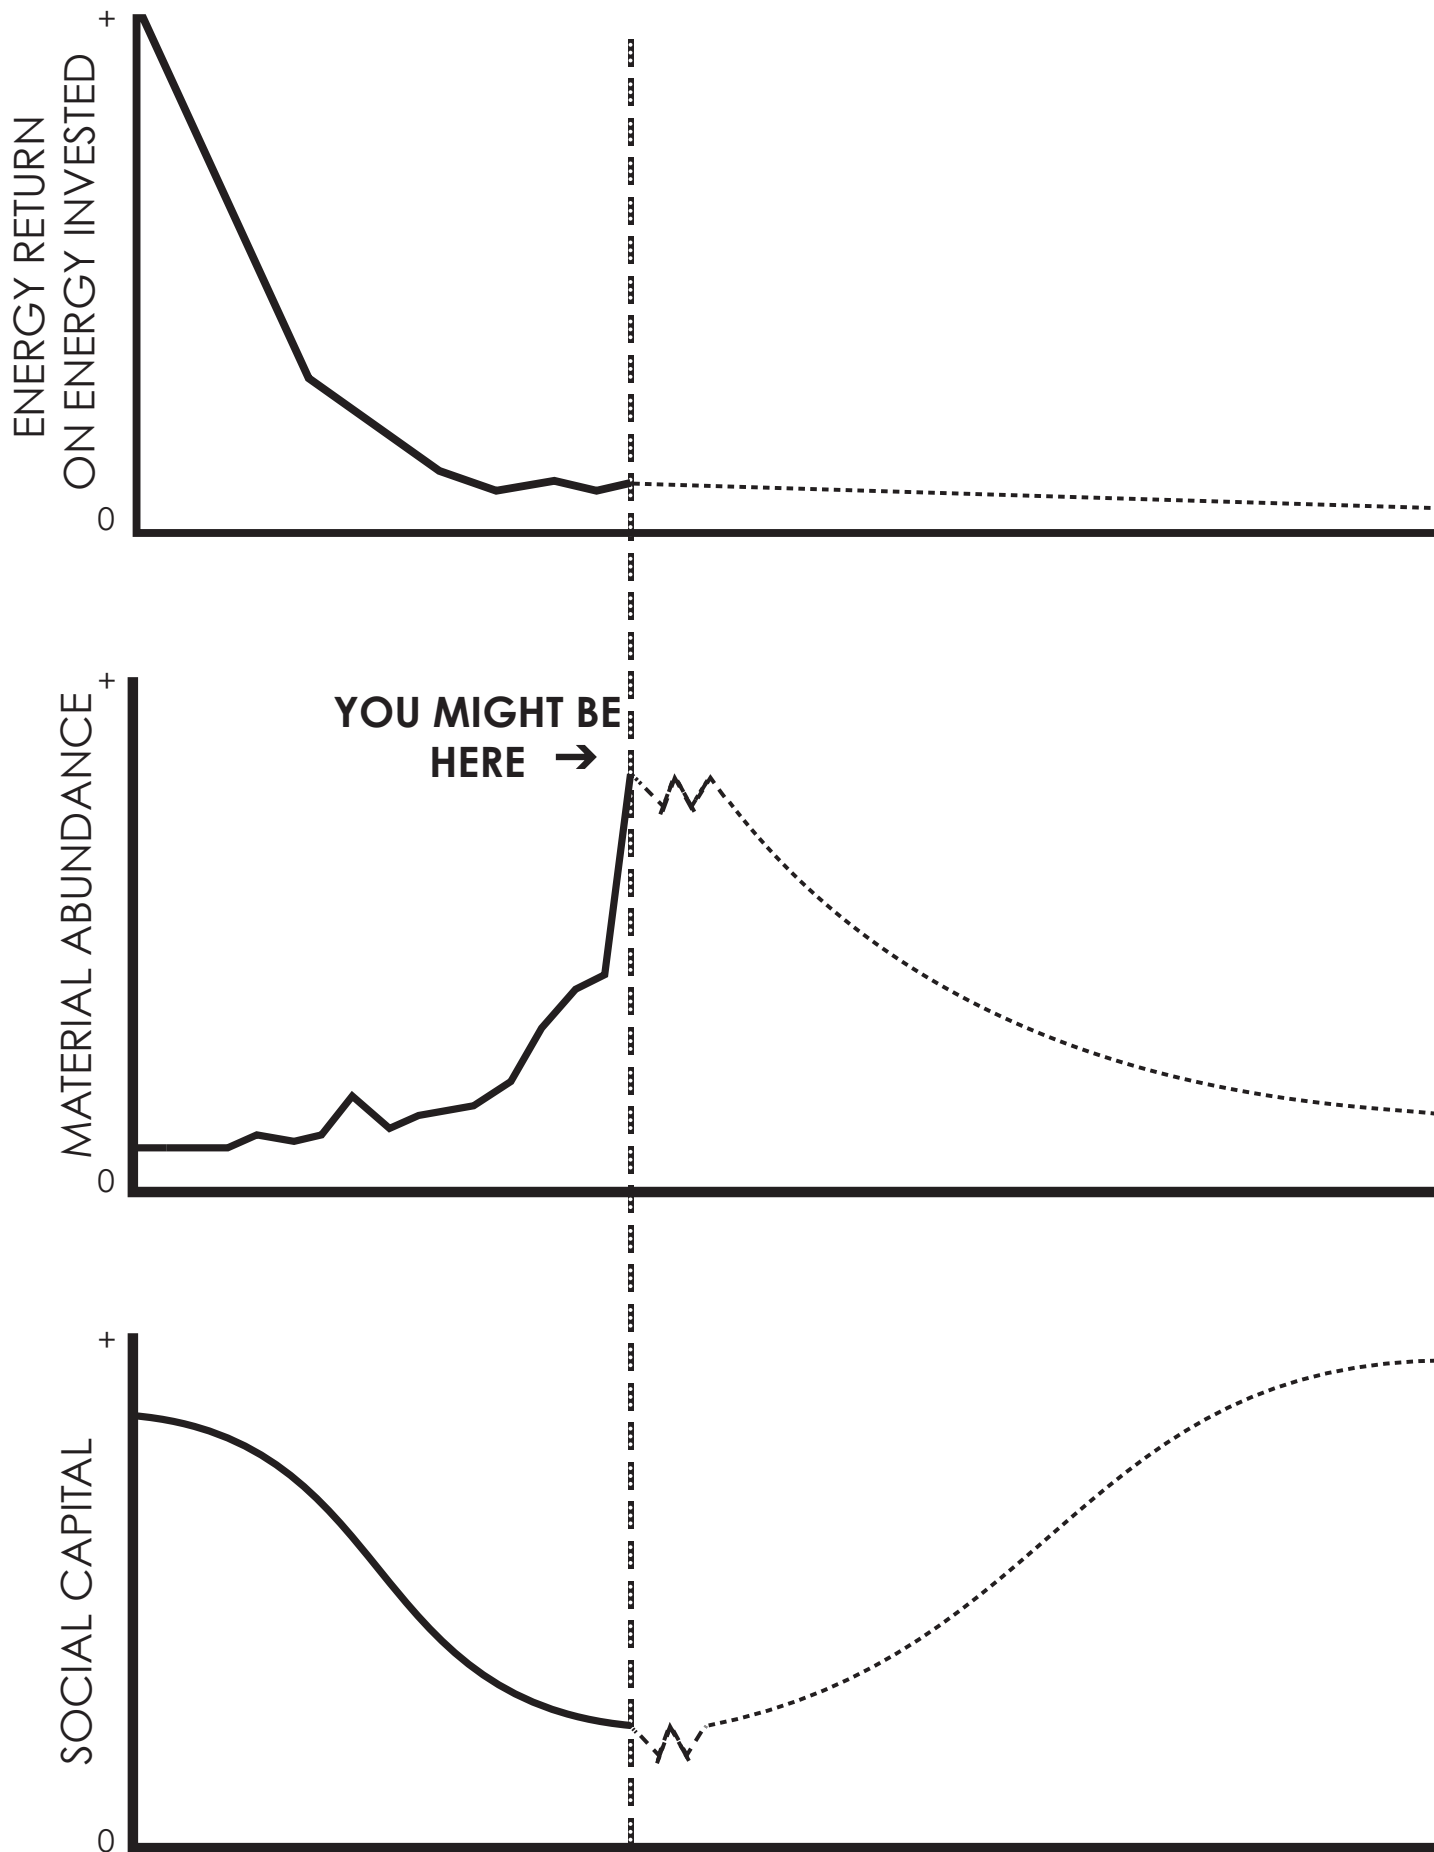 +
ENERGY RETURN
ON ENERGY INVESTED
0
+
YOU MIGHT BE
HERE →
MATERIAL ABUNDANCE
0
+
SOCIAL CAPITAL
0